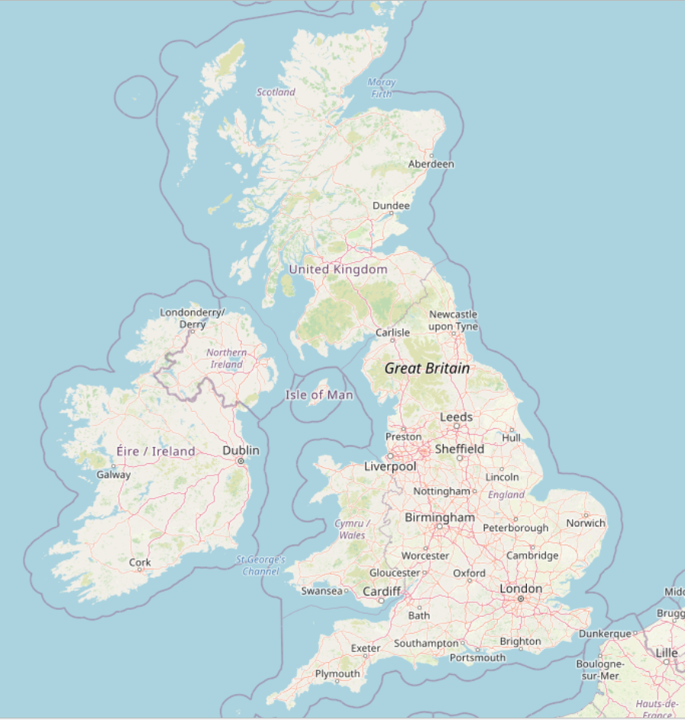 Scotland
Moray
Firth
Aberdeen
Dundee
United Kingdom
Londonderry/
Derry
Newcastle
upon Tyne
Carlisle
Northern
Ireland
Great Britain
Isle of Man
Leeds
Preston
Hull
Éire / Ireland
Dublin
Sheffield
Liverpool
Galway
Lincoln
Nottingham
England
Birmingham
Peterborough
Norwich
Cymru /
Wales
Worcester
Cambridge
Cork
St George's
Channel
Gloucester
Oxford
Swansea
Cardiff
London
Bath
Dunkerque
Brugg
Exeter
Southampton
Brighton
Portsmouth
Lille
Boulogne-
sur-Mer
Plymouth
Hauts-de-
France